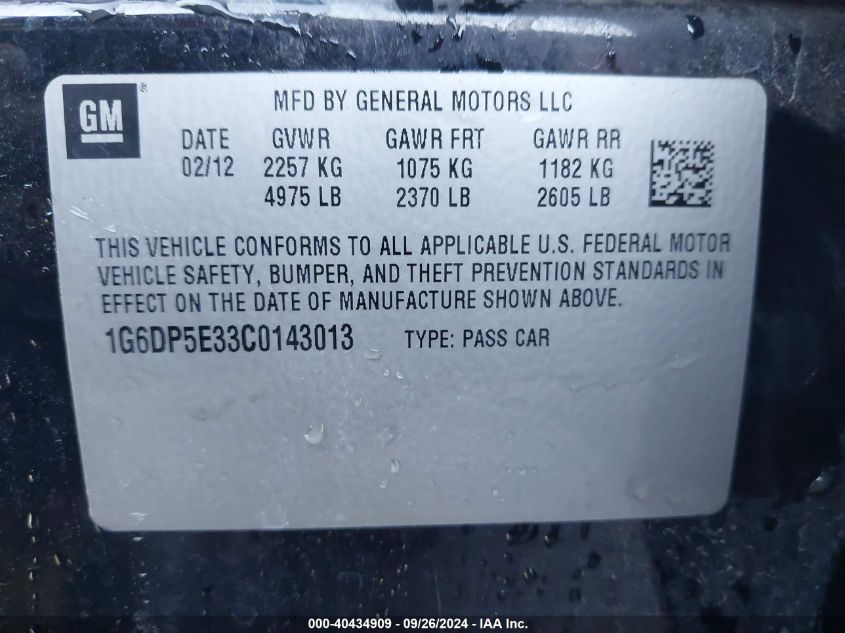 GM®
MFD BY GENERAL MOTORS LLC
DATE GVWR GAWR FRT GAWR RR
02/12 2257 KG 1075 KG 1182 KG
4975 LB 2370 LB 2605 LB
THIS VEHICLE CONFORMS TO ALL APPLICABLE U.S. FEDERAL MOTOR
VEHICLE SAFETY, BUMPER, AND THEFT PREVENTION STANDARDS IN
EFFECT ON THE DATE OF MANUFACTURE SHOWN ABOVE.
1G6DP5E33C0143013 TYPE: PASS CAR
000-40434909 - 09/26/2024 - IAA Inc.